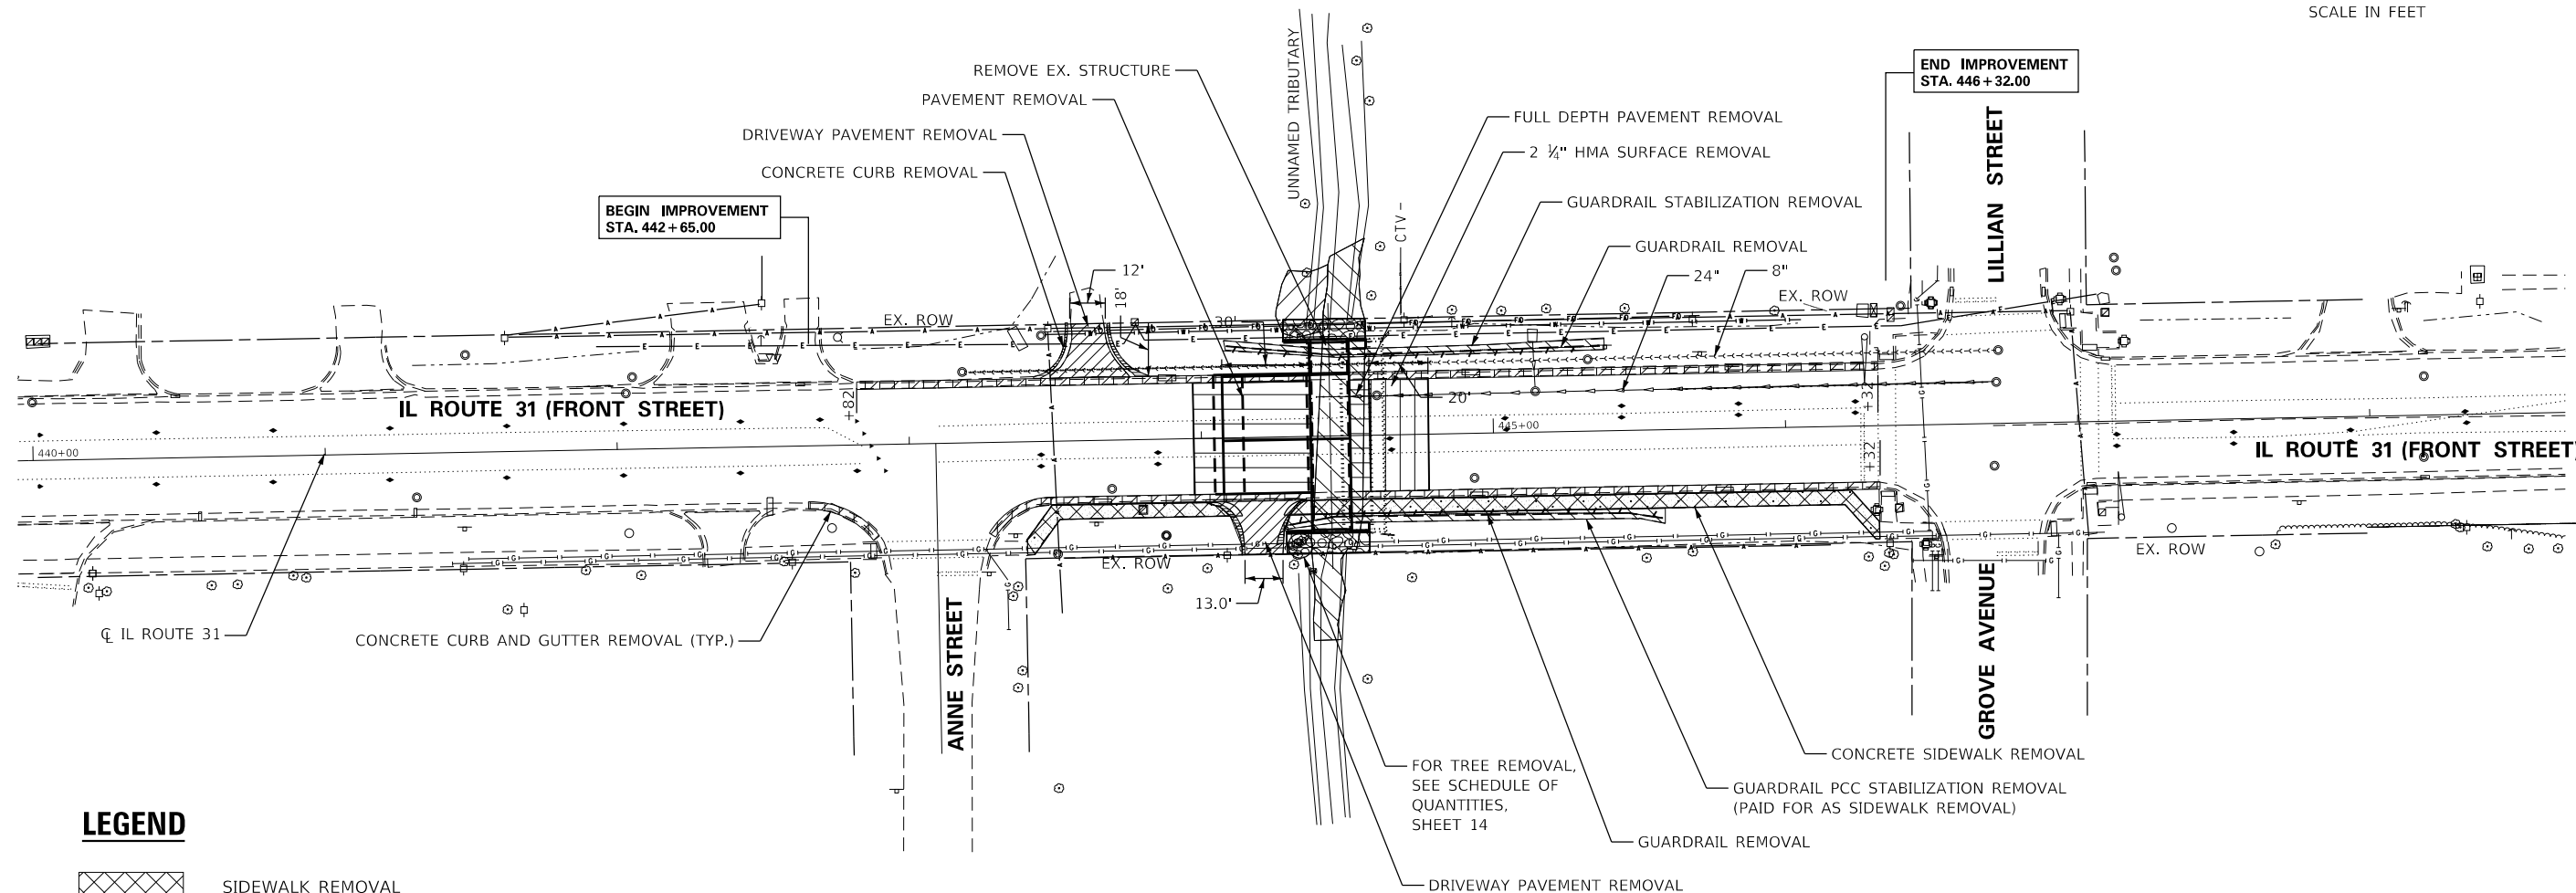 SCALE IN FEET
UNNAMED TRIBUTARY
REMOVE EX. STRUCTURE
PAVEMENT REMOVAL
DRIVEWAY PAVEMENT REMOVAL
CONCRETE CURB REMOVAL
BEGIN IMPROVEMENT
STA. 442+65.00
END IMPROVEMENT
STA. 446+32.00
FULL DEPTH PAVEMENT REMOVAL
2 ¼" HMA SURFACE REMOVAL
GUARDRAIL STABILIZATION REMOVAL
GUARDRAIL REMOVAL
LILLIAN STREET
CTV
12'
18'
30'
24"
8"
EX. ROW
EX. ROW
20'
+82
+32
+32
IL ROUTE 31 (FRONT STREET)
440+00
445+00
IL ROUTE 31 (FRONT STREET)
EX. ROW
EX. ROW
13.0'
℄ IL ROUTE 31
CONCRETE CURB AND GUTTER REMOVAL (TYP.)
ANNE STREET
GROVE AVENUE
FOR TREE REMOVAL,
SEE SCHEDULE OF
QUANTITIES,
SHEET 14
CONCRETE SIDEWALK REMOVAL
GUARDRAIL PCC STABILIZATION REMOVAL
(PAID FOR AS SIDEWALK REMOVAL)
GUARDRAIL REMOVAL
DRIVEWAY PAVEMENT REMOVAL
LEGEND
SIDEWALK REMOVAL